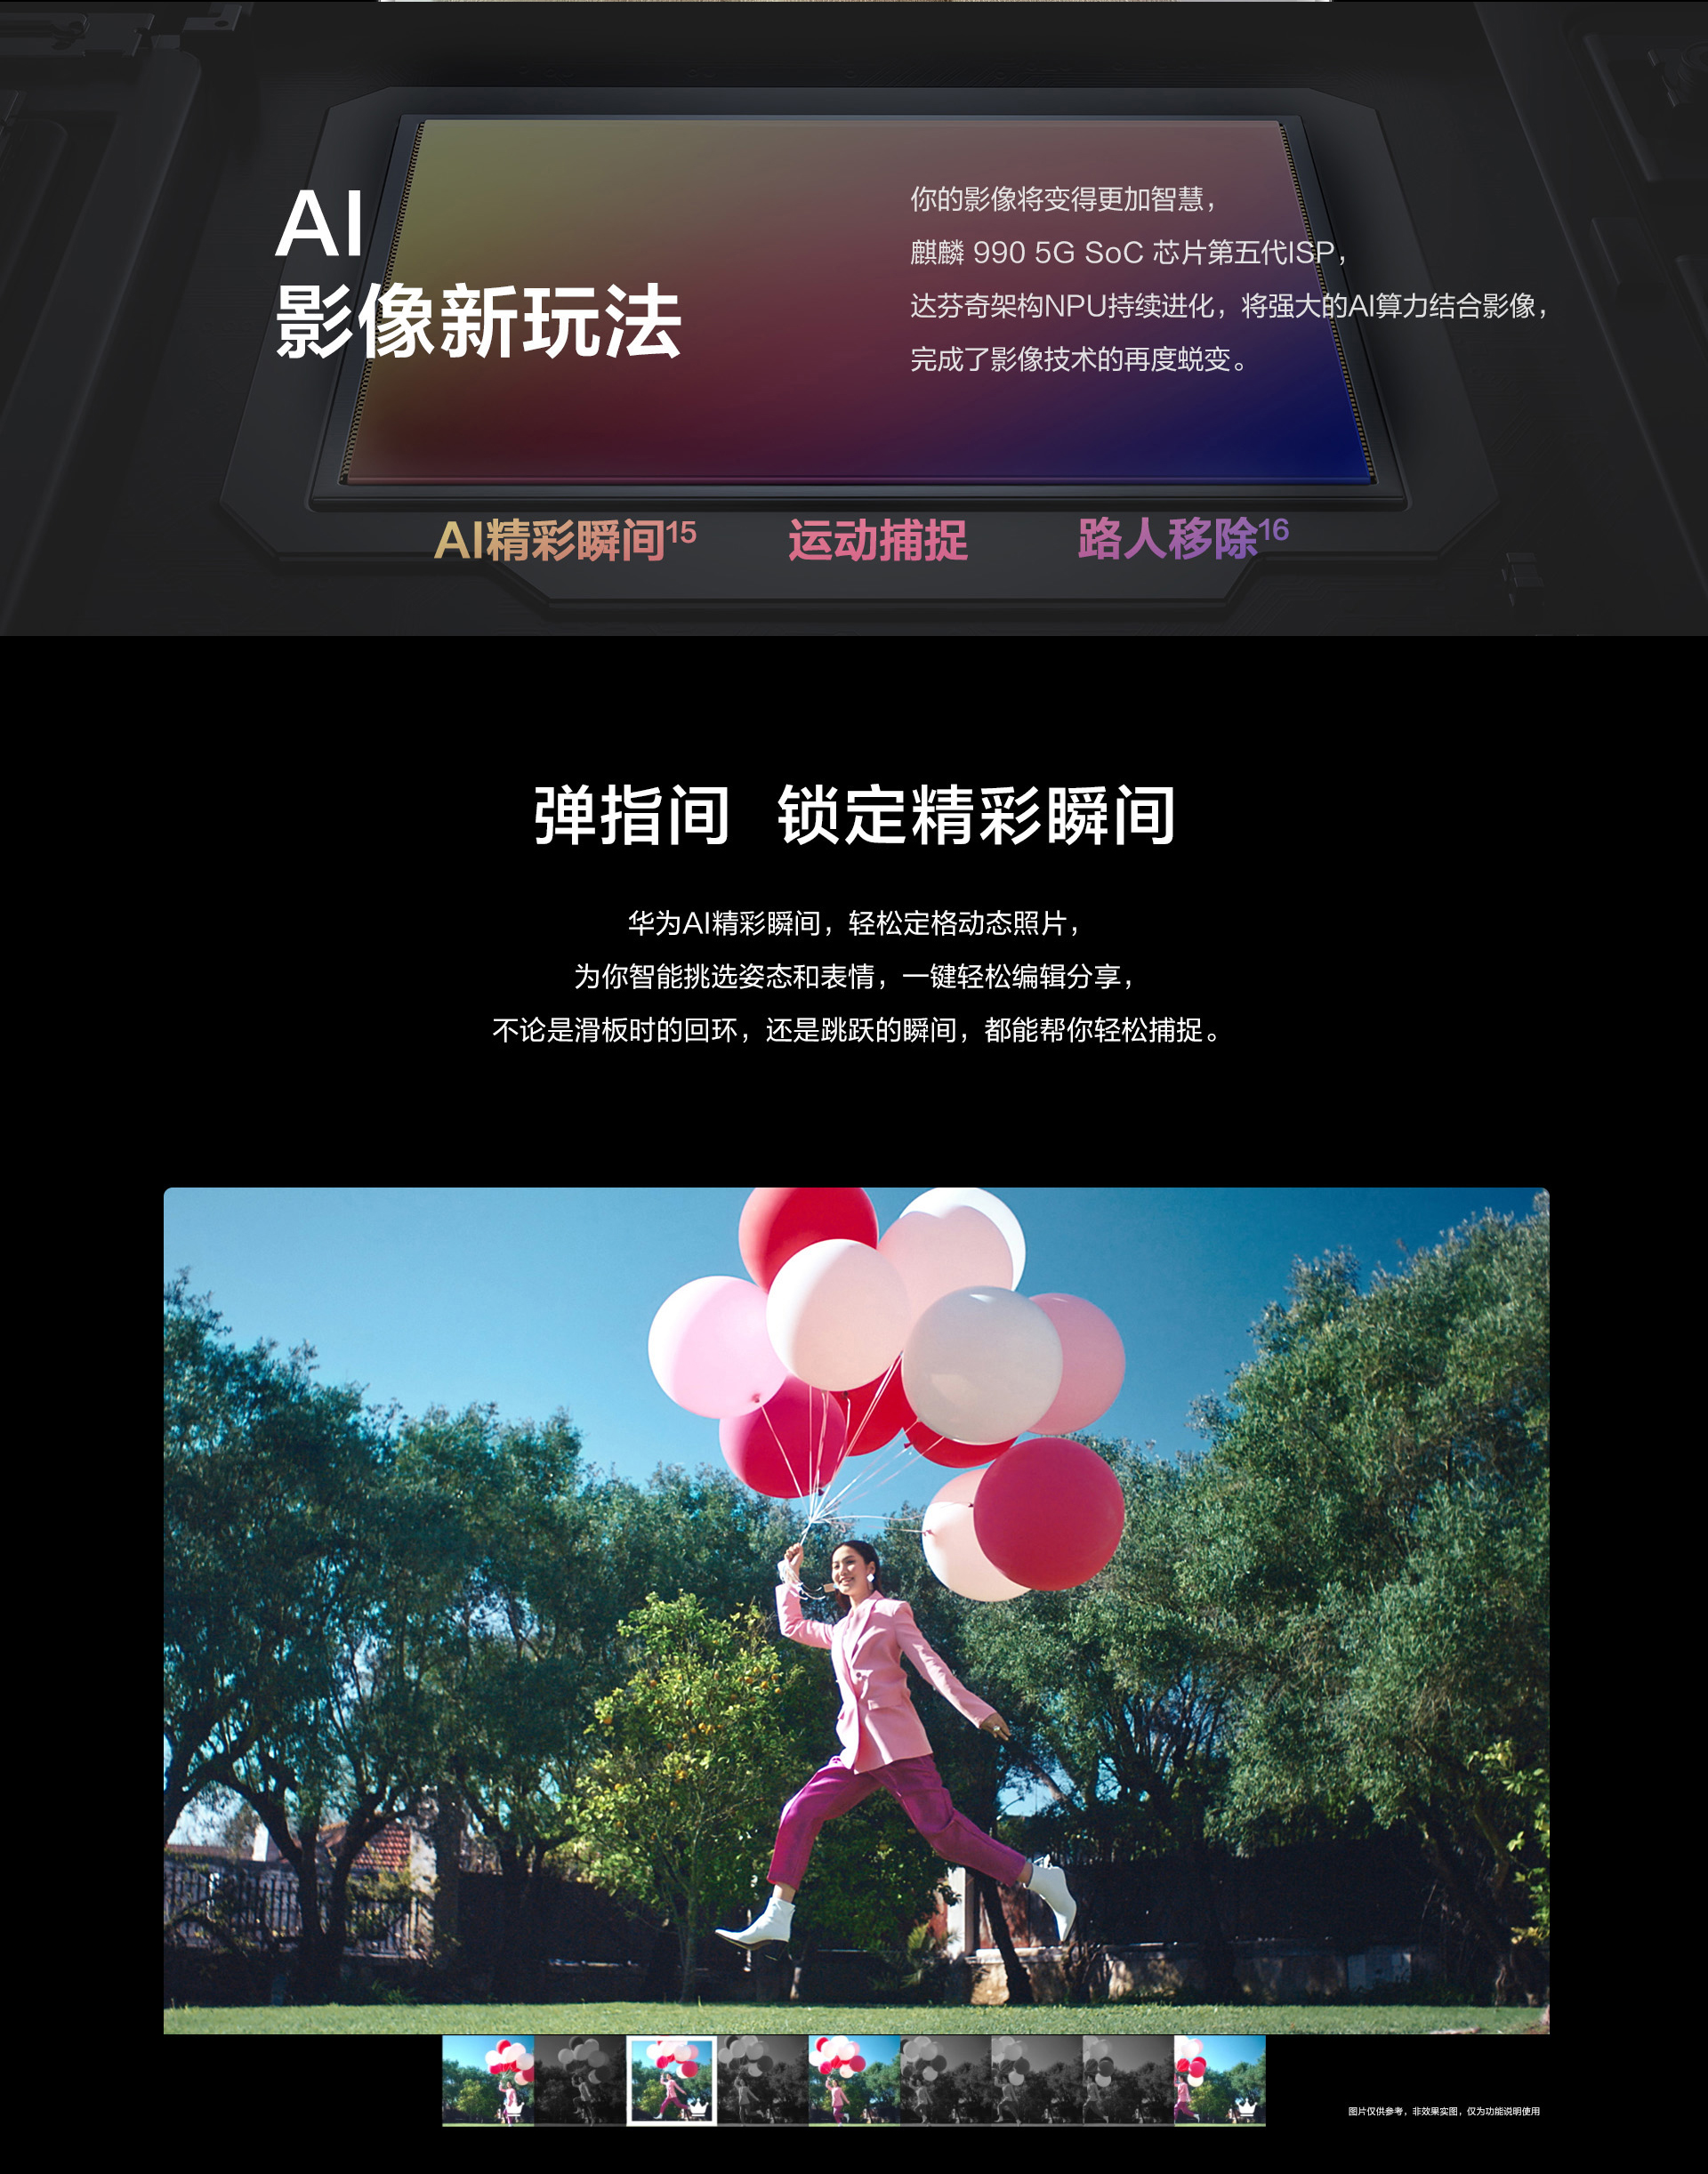 AI
影像新玩法
你的影像将变得更加智慧，
麒麟 990 5G SoC 芯片第五代ISP，
达芬奇架构NPU持续进化，将强大的AI算力结合影像，
完成了影像技术的再度蜕变。
AI精彩瞬间15 运动捕捉 路人移除16
弹指间 锁定精彩瞬间
华为AI精彩瞬间，轻松定格动态照片，
为你智能挑选姿态和表情，一键轻松编辑分享，
不论是滑板时的回环，还是跳跃的瞬间，都能帮你轻松捕捉。
图片仅供参考，非效果实图，仅为功能说明使用